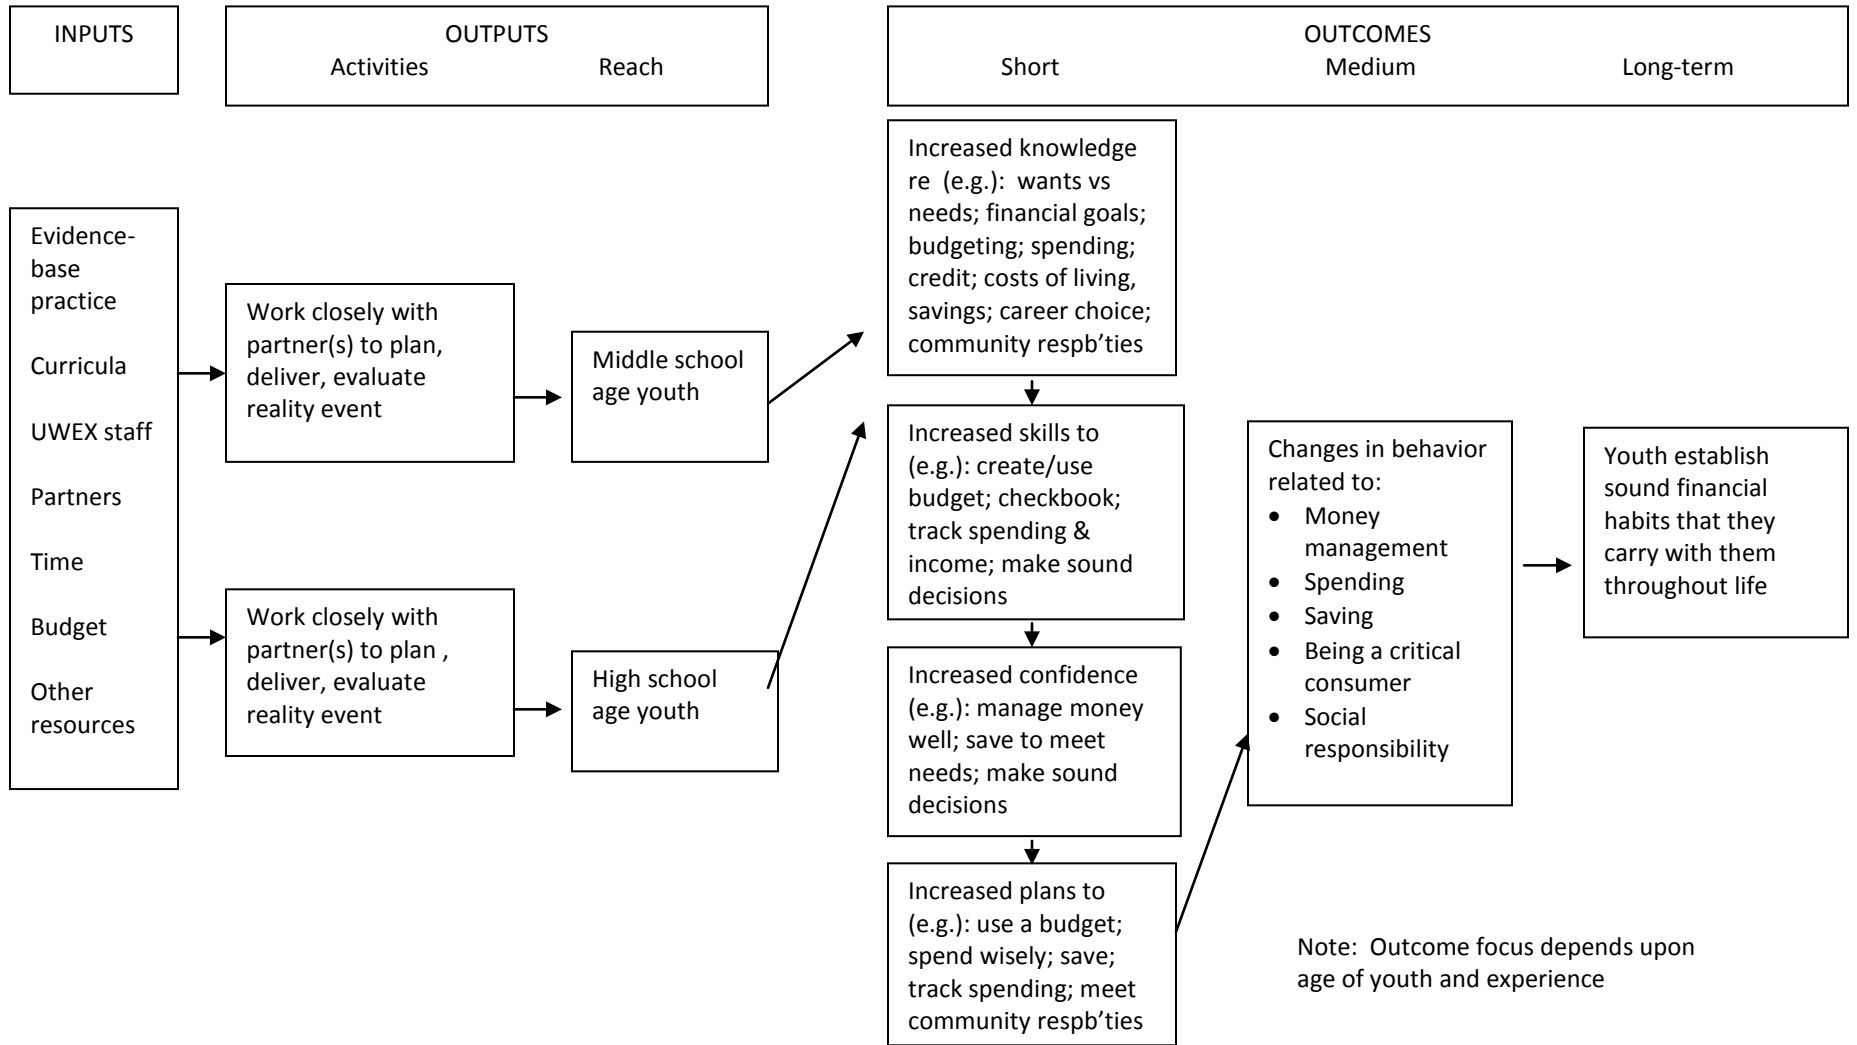 INPUTS
OUTPUTS
Activities Reach
OUTCOMES
Short Medium Long-term
Evidence-
base
practice
Curricula
UWEX staff
Partners
Time
Budget
Other
resources
Work closely with
partner(s) to plan,
deliver, evaluate
reality event
Middle school
age youth
Work closely with
partner(s) to plan ,
deliver, evaluate
reality event
High school
age youth
Increased knowledge
re (e.g.): wants vs
needs; financial goals;
budgeting; spending;
credit; costs of living,
savings; career choice;
community respb’ties
Increased skills to
(e.g.): create/use
budget; checkbook;
track spending &
income; make sound
decisions
Increased confidence
(e.g.): manage money
well; save to meet
needs; make sound
decisions
Increased plans to
(e.g.): use a budget;
spend wisely; save;
track spending; meet
community respb’ties
Changes in behavior
related to:
• Money
management
• Spending
• Saving
• Being a critical
consumer
• Social
responsibility
Youth establish
sound financial
habits that they
carry with them
throughout life
Note: Outcome focus depends upon
age of youth and experience